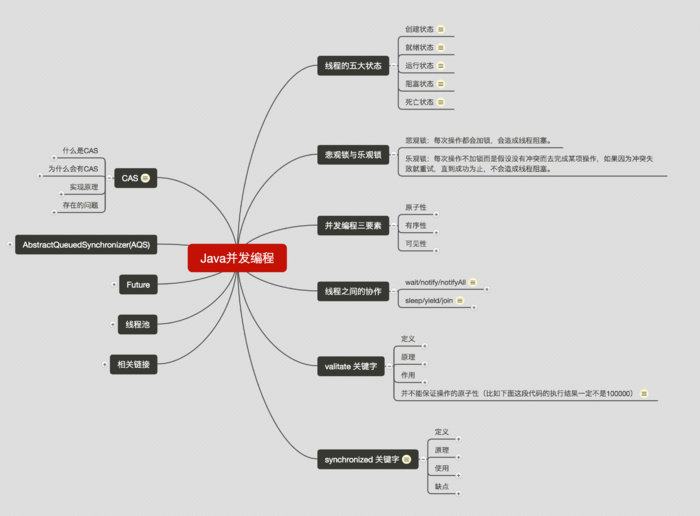 Java并发编程
线程的五大状态
创建状态
就绪状态
运行状态
阻塞状态
死亡状态
悲观锁与乐观锁
悲观锁：每次操作都会加锁，会造成线程阻塞。
乐观锁：每次操作不加锁而是假设没有冲突而去完成某项操作，如果因为冲突失
败就重试，直到成功为止，不会造成线程阻塞。
并发编程三要素
原子性
有序性
可见性
线程之间的协作
wait/notify/notifyAll
sleep/yield/join
valitate 关键字
定义
原理
作用
并不能保证操作的原子性（比如下面这段代码的执行结果一定不是100000）
synchronized 关键字
定义
原理
使用
缺点
CAS
什么是CAS
为什么会有CAS
实现原理
存在的问题
AbstractQueuedSynchronizer(AQS)
Future
线程池
相关链接